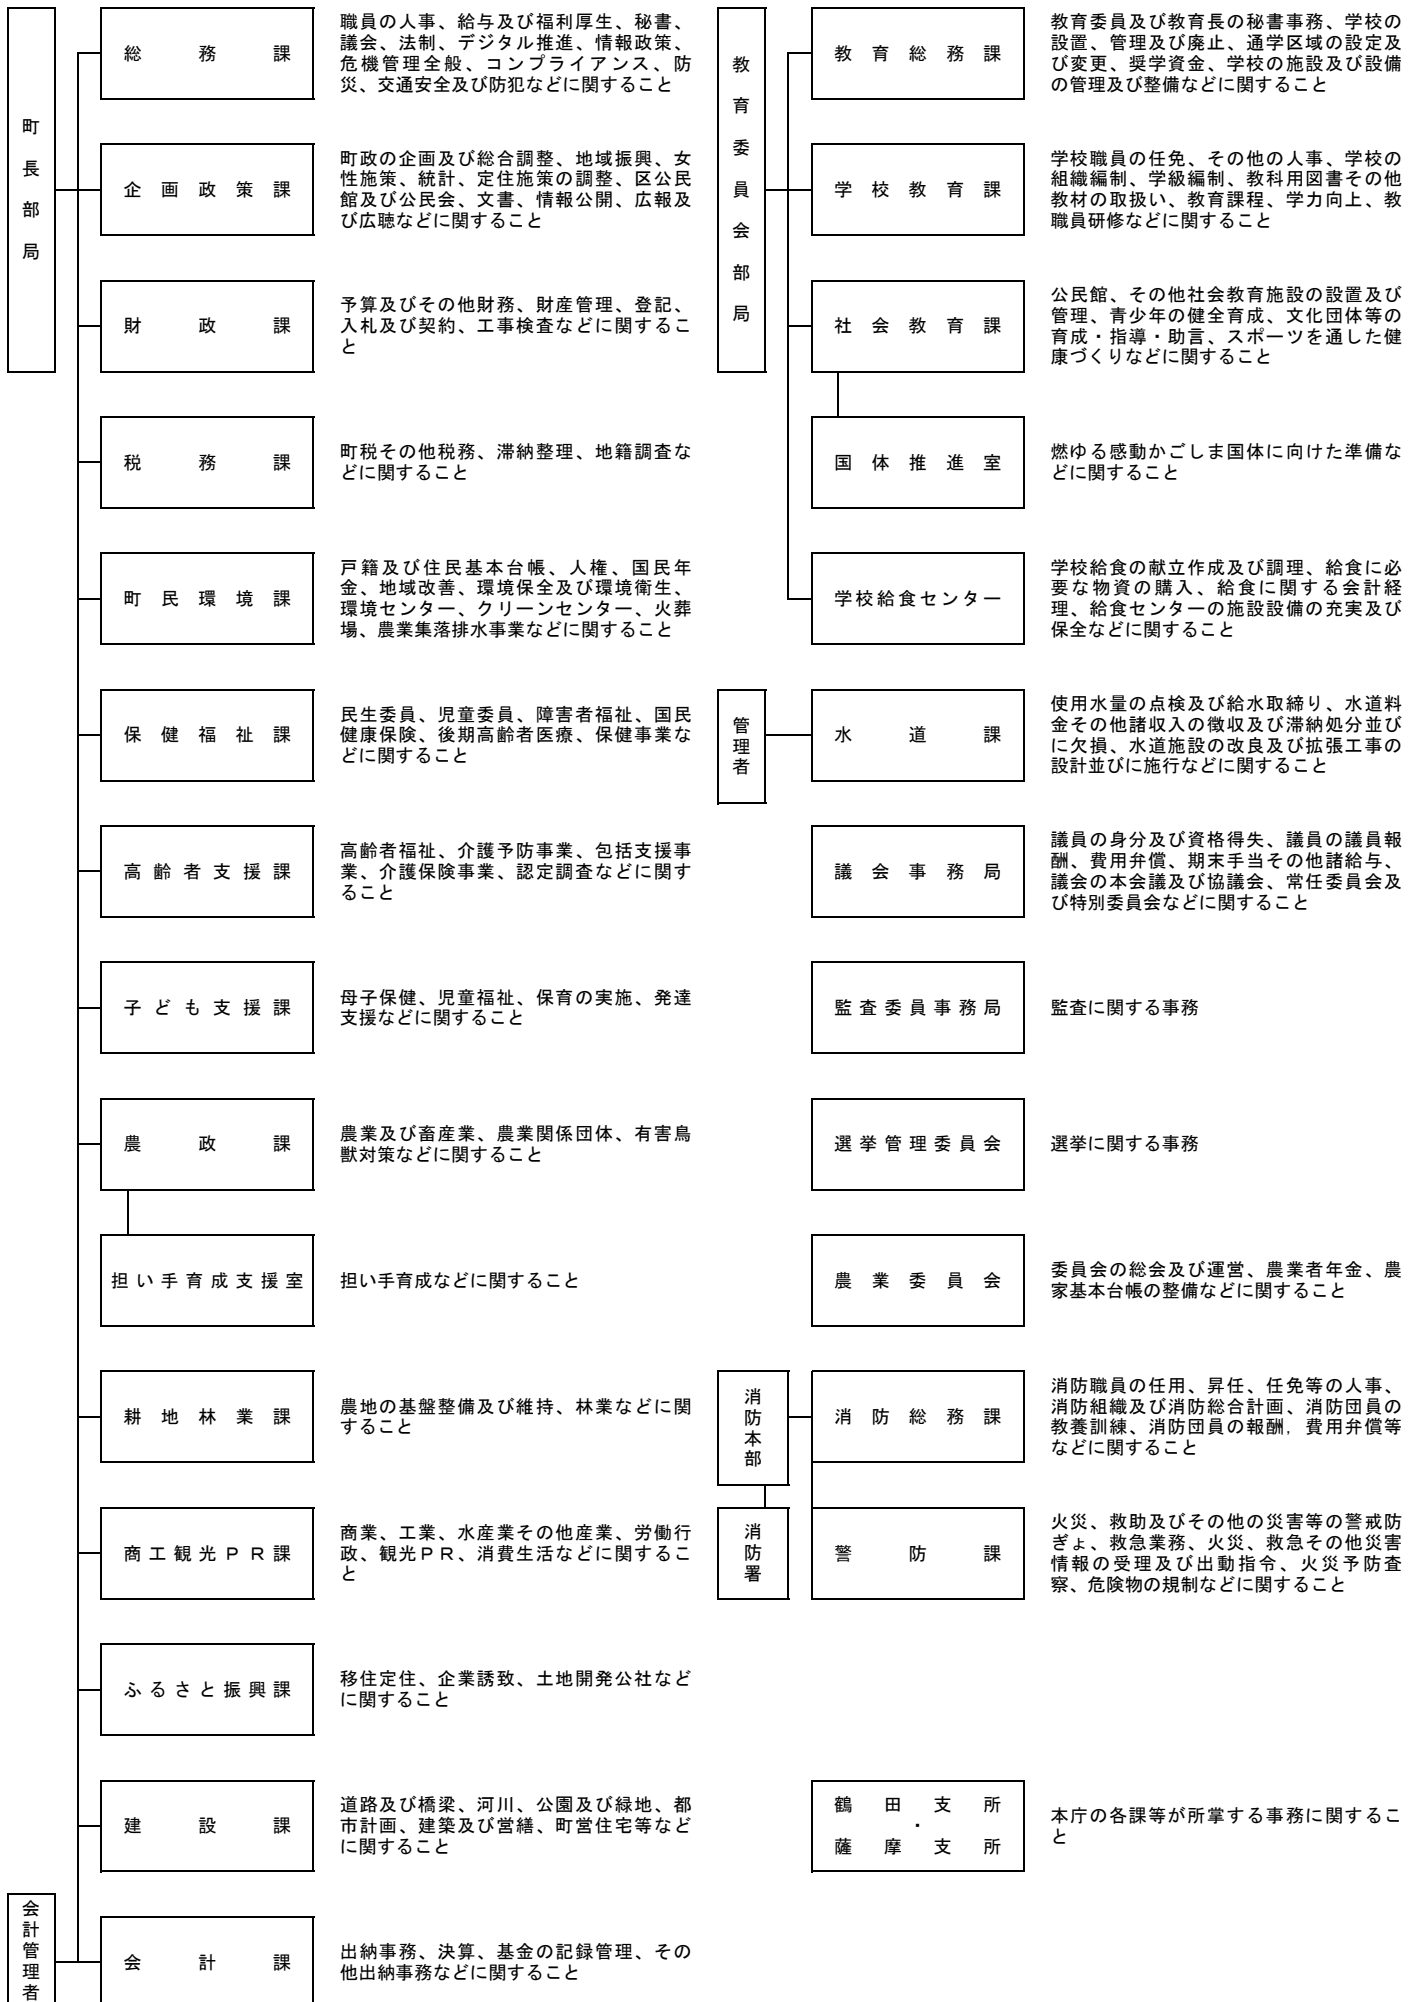 町長部局
総務課
職員の人事、給与及び福利厚生、秘書、
議会、法制、デジタル推進、情報政策、
危機管理全般、コンプライアンス、防
災、交通安全及び防犯などに関すること
企画政策課
町政の企画及び総合調整、地域振興、女
性施策、統計、定住施策の調整、区公民
館及び公民会、文書、情報公開、広報及
び広聴などに関すること
財政課
予算及びその他財務、財産管理、登記、
入札及び契約、工事検査などに関するこ
と
税務課
町税その他税務、滞納整理、地籍調査な
どに関すること
町民環境課
戸籍及び住民基本台帳、人権、国民年
金、地域改善、環境保全及び環境衛生、
環境センター、クリーンセンター、火葬
場、農業集落排水事業などに関すること
保健福祉課
民生委員、児童委員、障害者福祉、国民
健康保険、後期高齢者医療、保健事業な
どに関すること
高齢者支援課
高齢者福祉、介護予防事業、包括支援事
業、介護保険事業、認定調査などに関す
ること
子ども支援課
母子保健、児童福祉、保育の実施、発達
支援などに関すること
農政課
農業及び畜産業、農業関係団体、有害鳥
獣対策などに関すること
担い手育成支援室
担い手育成などに関すること
耕地林業課
農地の基盤整備及び維持、林業などに関
すること
商工観光ＰＲ課
商業、工業、水産業その他産業、労働行
政、観光ＰＲ、消費生活などに関するこ
と
ふるさと振興課
移住定住、企業誘致、土地開発公社など
に関すること
建設課
道路及び橋梁、河川、公園及び緑地、都
市計画、建築及び営繕、町営住宅等など
に関すること
会計管理者
会計課
出納事務、決算、基金の記録管理、その
他出納事務などに関すること
教育委員会部局
教育総務課
教育委員及び教育長の秘書事務、学校の
設置、管理及び廃止、通学区域の設定及
び変更、奨学資金、学校の施設及び設備
の管理及び整備などに関すること
学校教育課
学校職員の任免、その他の人事、学校の
組織編制、学級編制、教科用図書その他
教材の取扱い、教育課程、学力向上、教
職員研修などに関すること
社会教育課
公民館、その他社会教育施設の設置及び
管理、青少年の健全育成、文化団体等の
育成・指導・助言、スポーツを通した健
康づくりなどに関すること
国体推進室
燃ゆる感動かごしま国体に向けた準備な
どに関すること
学校給食センター
学校給食の献立作成及び調理、給食に必
要な物資の購入、給食に関する会計経
理、給食センターの施設設備の充実及び
保全などに関すること
管理者
水道課
使用水量の点検及び給水取締り、水道料
金その他諸収入の徴収及び滞納処分並び
に欠損、水道施設の改良及び拡張工事の
設計並びに施行などに関すること
議会事務局
議員の身分及び資格得失、議員の議員報
酬、費用弁償、期末手当その他諸給与、
議会の本会議及び協議会、常任委員会及
び特別委員会などに関すること
監査委員事務局
監査に関する事務
選挙管理委員会
選挙に関する事務
農業委員会
委員会の総会及び運営、農業者年金、農
家基本台帳の整備などに関すること
消防本部
消防総務課
消防職員の任用、昇任、任免等の人事、
消防組織及び消防総合計画、消防団員の
教養訓練、消防団員の報酬，費用弁償等
などに関すること
消防署
警防課
火災、救助及びその他の災害等の警戒防
ぎょ、救急業務、火災、救急その他災害
情報の受理及び出動指令、火災予防査
察、危険物の規制などに関すること
鶴田支所
・
薩摩支所
本庁の各課等が所掌する事務に関するこ
と